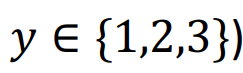 y ∈ {1,2,3})